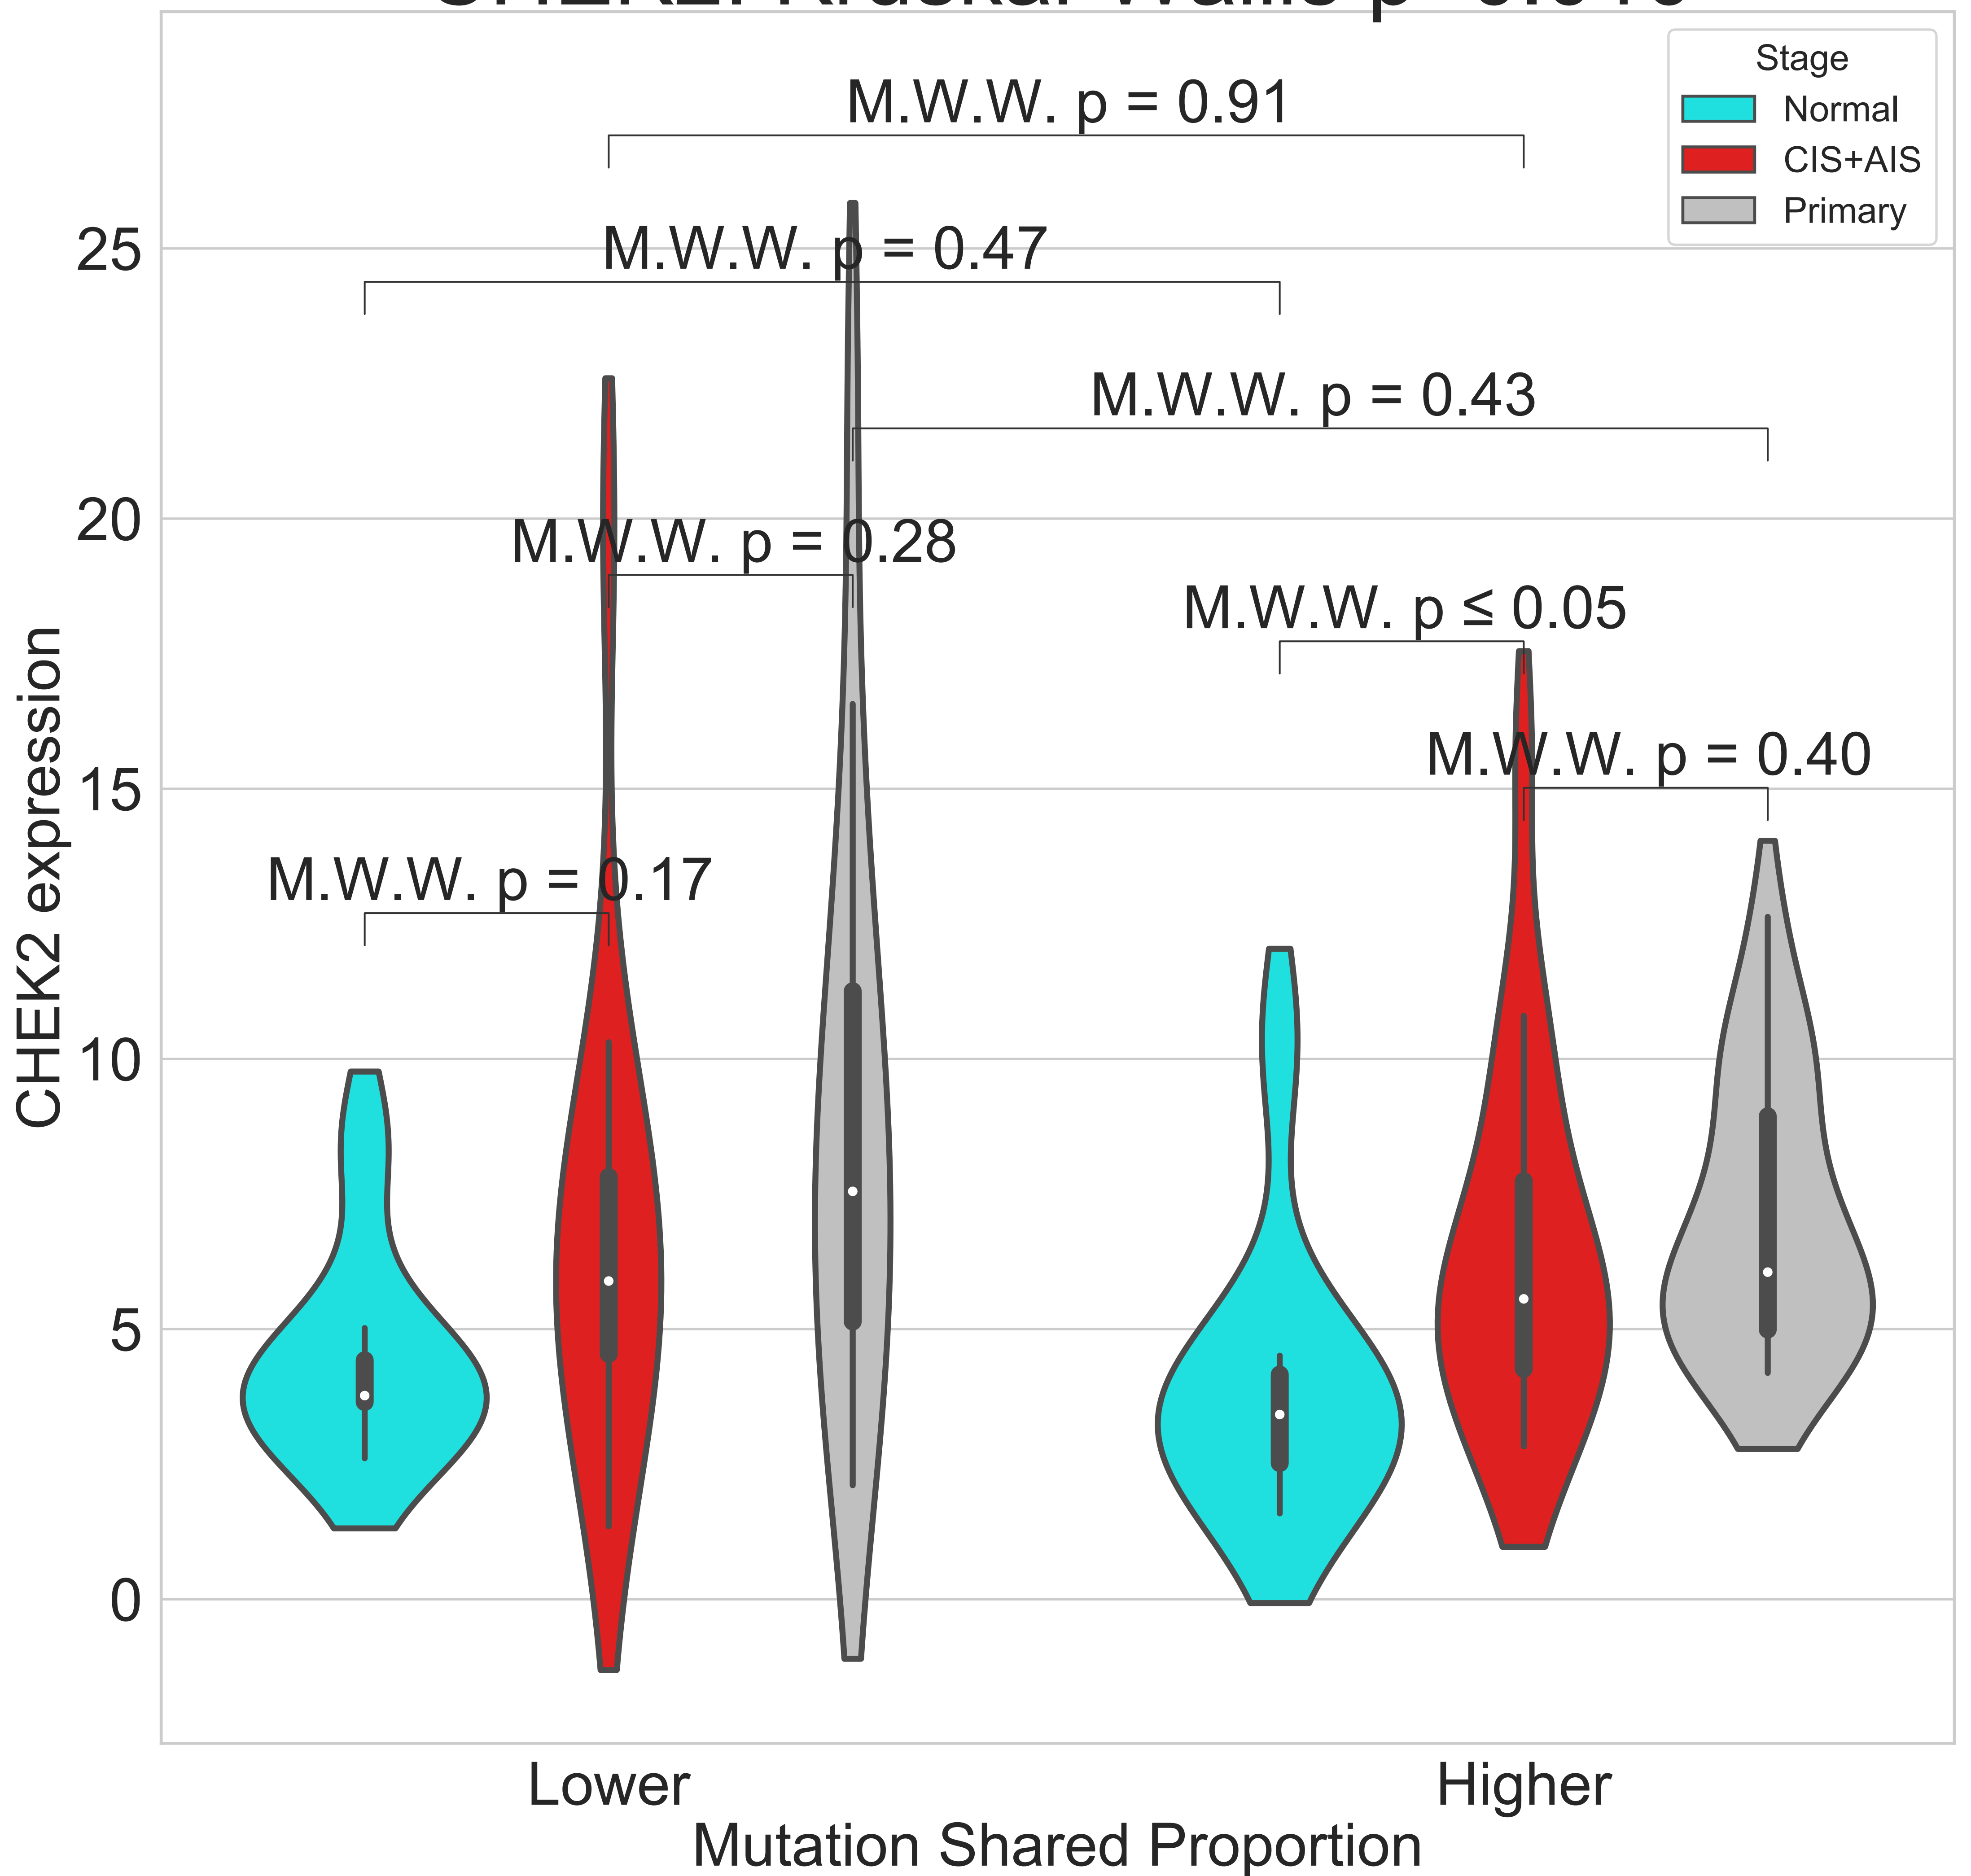 Stage
Normal
CIS+AIS
Primary
M.W.W. p = 0.91
M.W.W. p = 0.47
M.W.W. p = 0.43
M.W.W. p = 0.28
M.W.W. p ≤ 0.05
M.W.W. p = 0.40
M.W.W. p = 0.17
CHEK2 expression
25
20
15
10
5
0
Lower
Higher
Mutation Shared Proportion